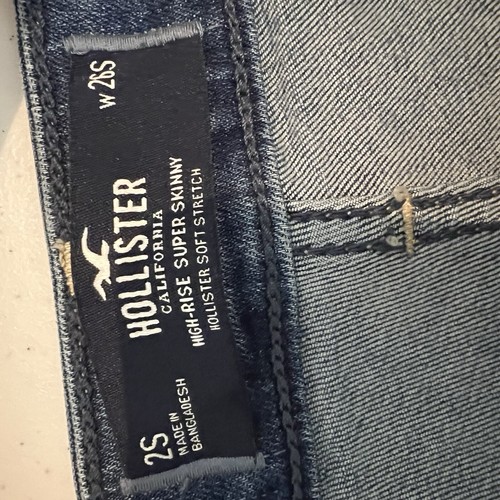 2S
MADE IN
BANGLADESH
HOLLISTER
CALIFORNIA
HIGH-RISE SUPER SKINNY
HOLLISTER SOFT STRETCH
W 26S